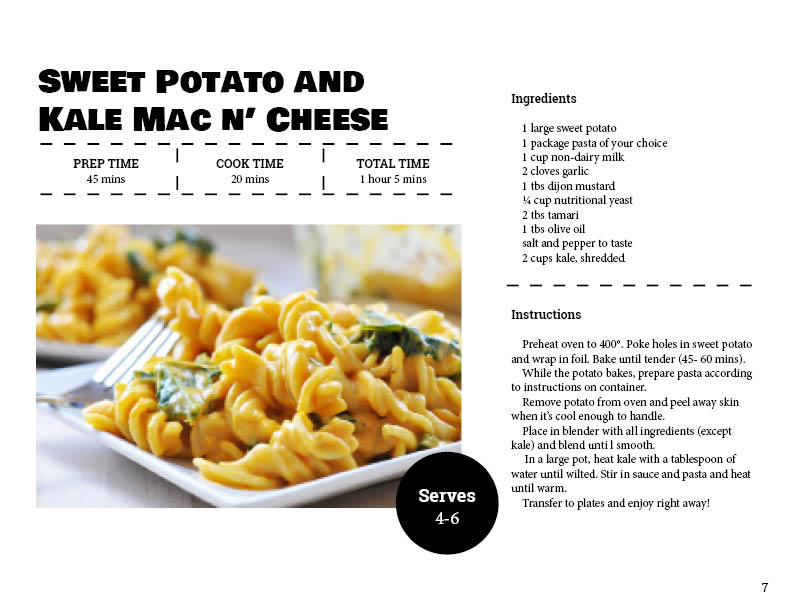 Sweet Potato and
Kale Mac n’ Cheese
PREP TIME
45 mins
COOK TIME
20 mins
TOTAL TIME
1 hour 5 mins
Serves
4-6
Ingredients
1 large sweet potato
1 package pasta of your choice
1 cup non-dairy milk
2 cloves garlic
1 tbs dijon mustard
¼ cup nutritional yeast
2 tbs tamari
1 tbs olive oil
salt and pepper to taste
2 cups kale, shredded
Instructions
Preheat oven to 400°. Poke holes in sweet potato
and wrap in foil. Bake until tender (45- 60 mins).
While the potato bakes, prepare pasta according
to instructions on container.
Remove potato from oven and peel away skin
when it’s cool enough to handle.
Place in blender with all ingredients (except
kale) and blend unti l smooth.
In a large pot, heat kale with a tablespoon of
water until wilted. Stir in sauce and pasta and heat
until warm.
Transfer to plates and enjoy right away!
7